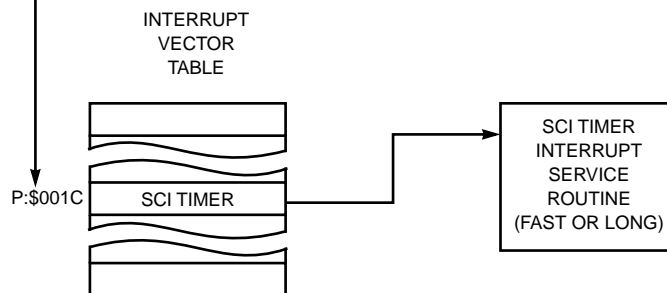 INTERRUPT
VECTOR
TABLE
P:$001C
SCI TIMER
SCI TIMER
INTERRUPT
SERVICE
ROUTINE
(FAST OR LONG)